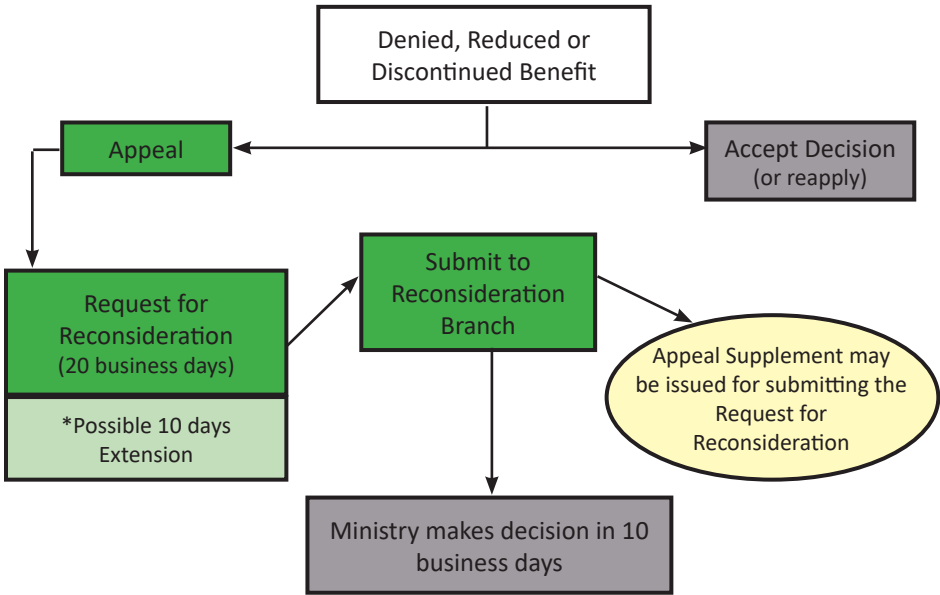 Denied, Reduced or
Discontinued Benefit
Appeal
Accept Decision
(or reapply)
Request for
Reconsideration
(20 business days)
*Possible 10 days
Extension
Submit to
Reconsideration
Branch
Appeal Supplement may
be issued for submitting the
Request for
Reconsideration
Ministry makes decision in 10
business days